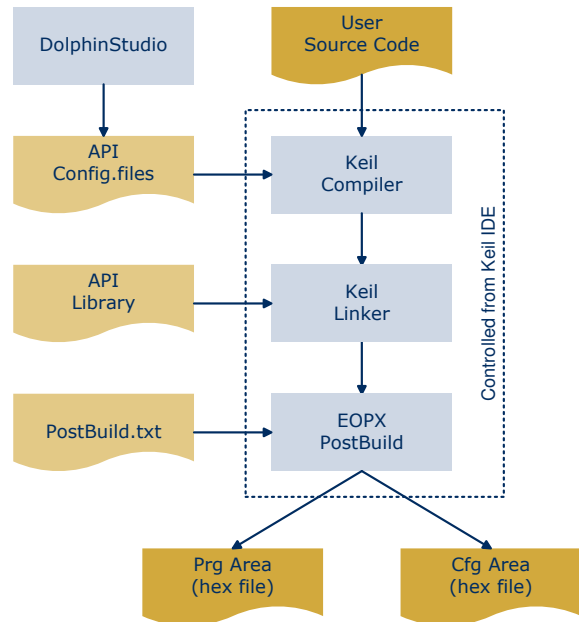 DolphinStudio
User
Source Code
API
Config.files
Keil
Compiler
API
Library
Keil
Linker
PostBuild.txt
EOPX
PostBuild
Controlled from Keil IDE
Prg Area
(hex file)
Cfg Area
(hex file)